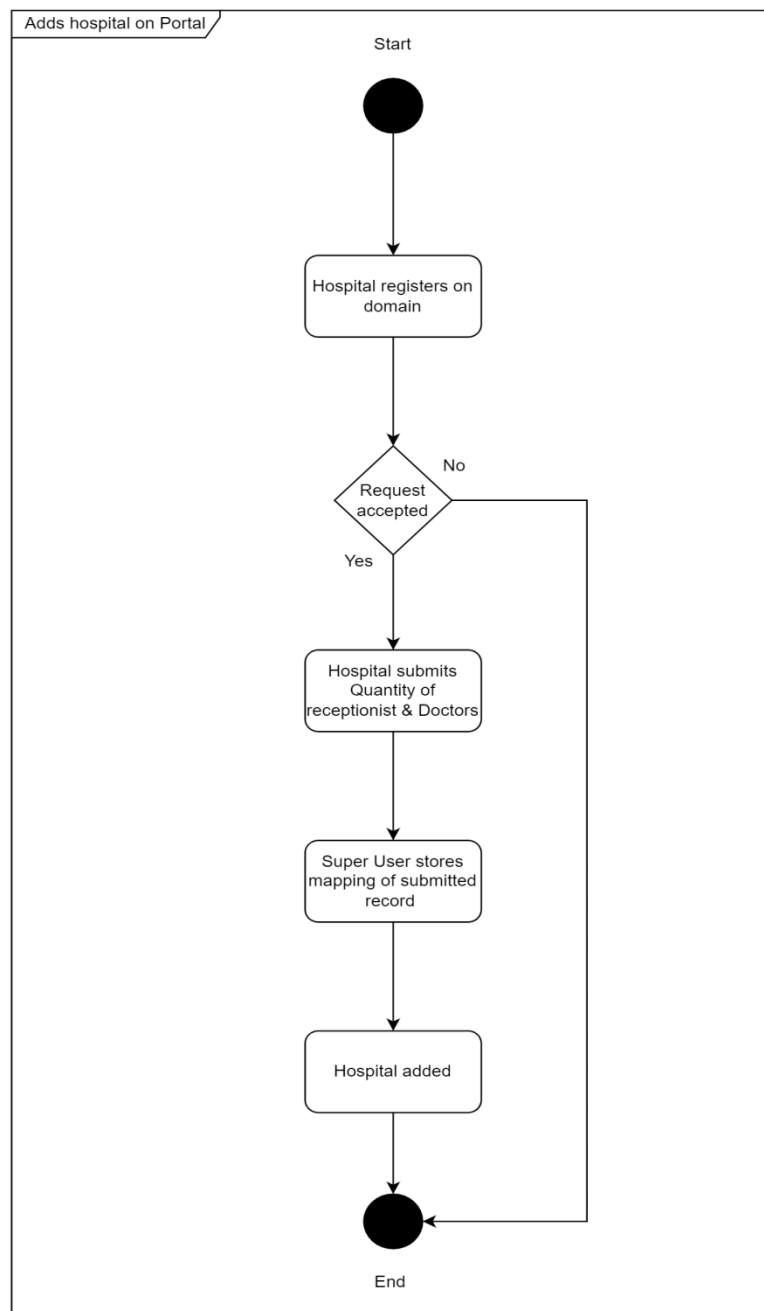 Adds hospital on Portal
Start
Hospital registers on
domain
Request
accepted
No
Yes
Hospital submits
Quantity of
receptionist & Doctors
Super User stores
mapping of submitted
record
Hospital added
End